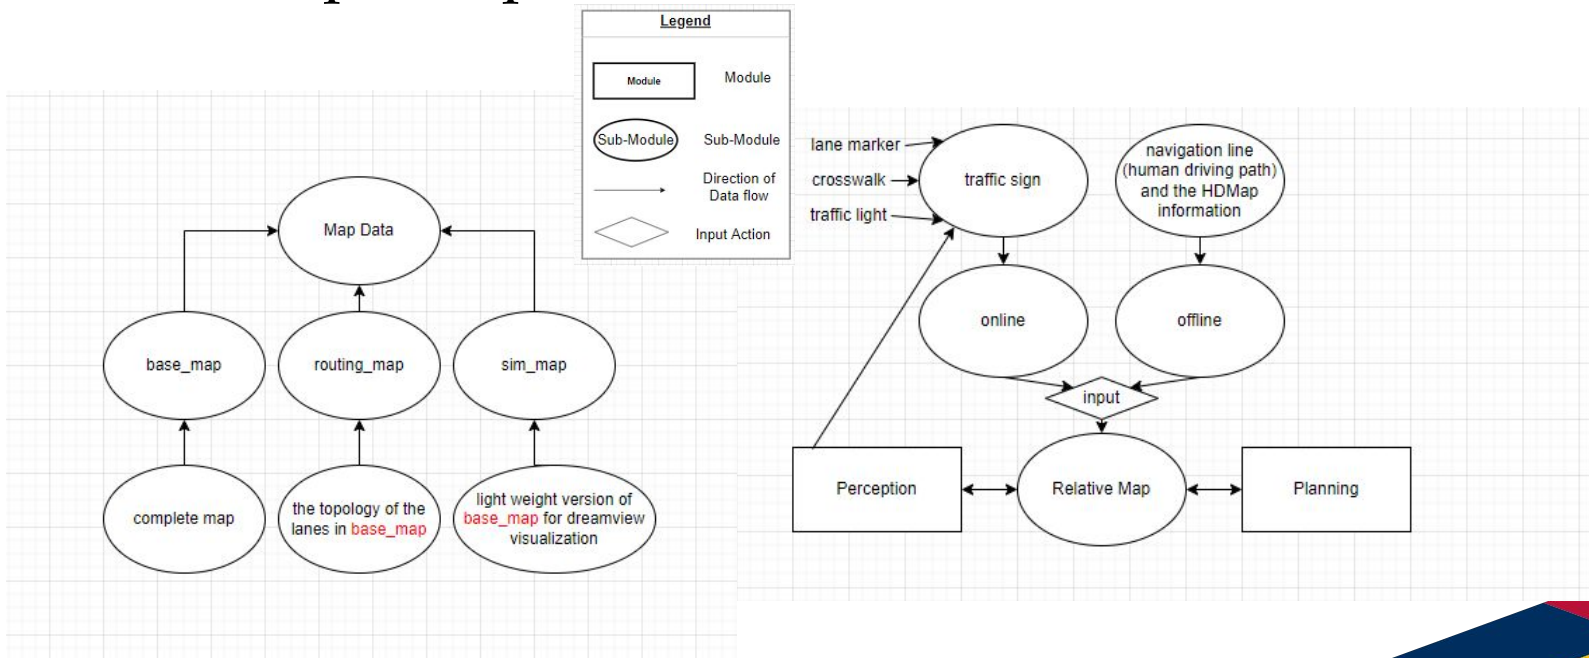 Legend
Module
Module
Sub-Module
Sub-Module
Direction of
Data flow
Input Action
Map Data
base_map
routing_map
sim_map
complete map
the topology of the
lanes in base_map
light weight version of
base_map for dreamview
visualization
lane marker
crosswalk
traffic light
traffic sign
navigation line
(human driving path)
and the HDMap
information
online
offline
input
Perception
Relative Map
Planning